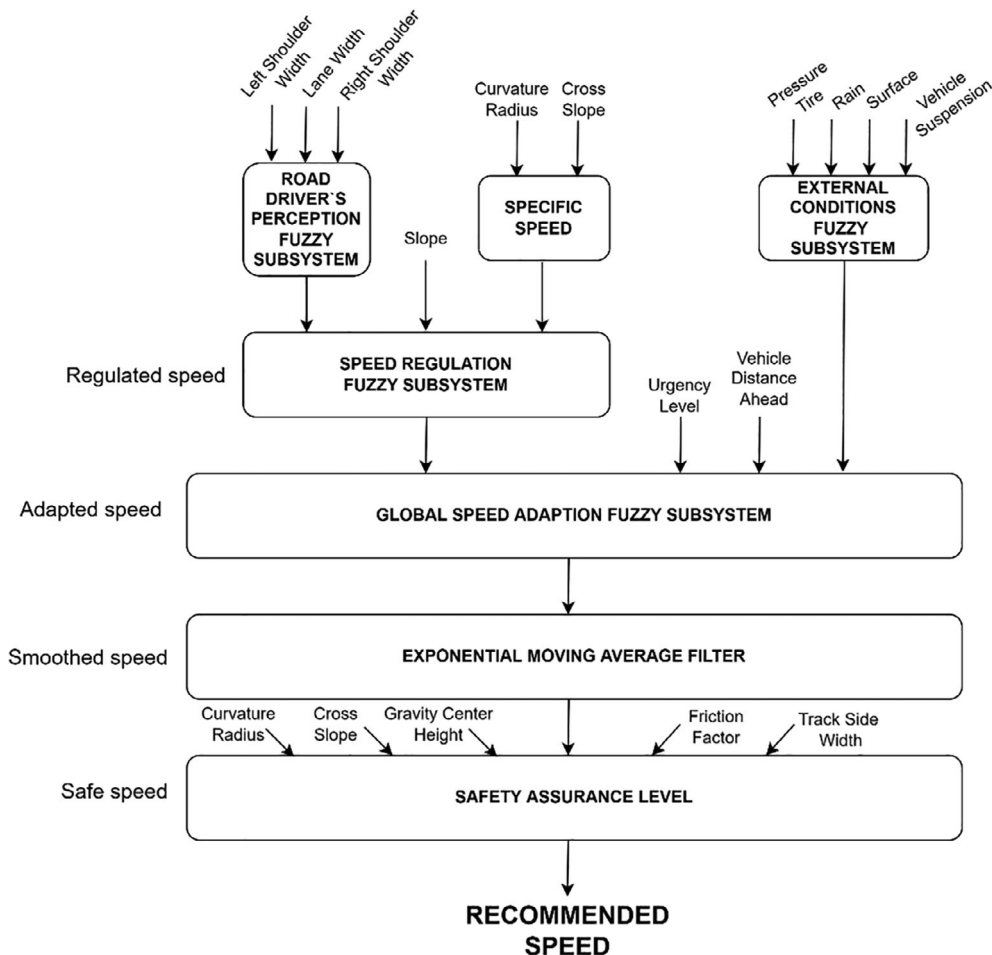 Left Shoulder
Width
Lane Width
Right Shoulder
Width
Curvature
Radius
Cross
Slope
Pressure
Tire
Rain
Surface
Vehicle
Suspension
ROAD
DRIVER`S
PERCEPTION
FUZZY
SUBSYSTEM
SPECIFIC
SPEED
EXTERNAL
CONDITIONS
FUZZY
SUBSYSTEM
Slope
Regulated speed
SPEED REGULATION
FUZZY SUBSYSTEM
Urgency
Level
Vehicle
Distance
Ahead
Adapted speed
GLOBAL SPEED ADAPTION FUZZY SUBSYSTEM
Smoothed speed
EXPONENTIAL MOVING AVERAGE FILTER
Curvature
Radius
Cross
Slope
Gravity Center
Height
Friction
Factor
Track Side
Width
Safe speed
SAFETY ASSURANCE LEVEL
RECOMMENDED
SPEED